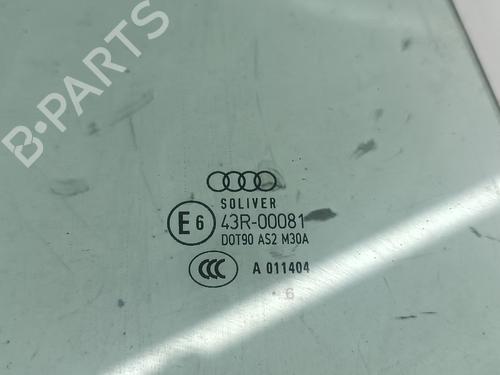 B-PARTS
SOLIVER
E6 43R-00081
DOT90 AS2 M30A
CCC A 011404
6